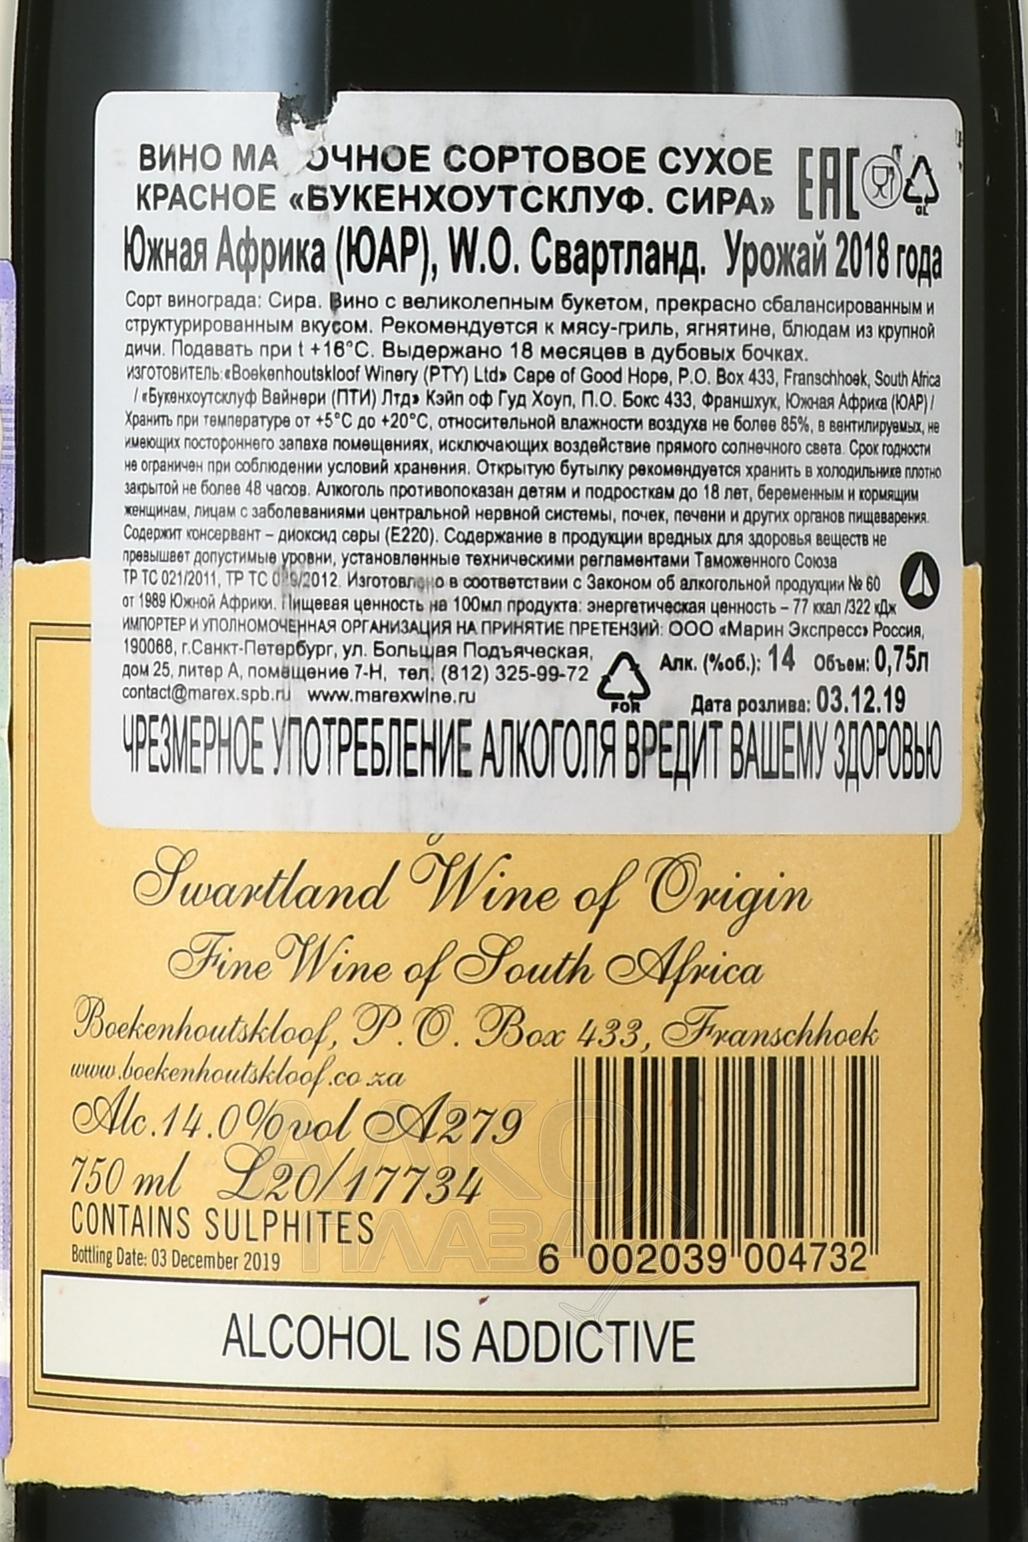 ВИНО МА ОЧНОЕ СОРТОВОЕ СУХОЕ
КРАСНОЕ «БУКЕНХОУТСКЛУФ. СИРА»
EAC
GL
Южная Африка (ЮАР), W.O. Свартланд. Урожай 2018 года
Сорт винограда: Сира. Вино с великолепным букетом, прекрасно сбалансированным и
структурированным вкусом. Рекомендуется к мясу-гриль, ягнятине, блюдам из крупной
дичи. Подавать при t +16°C. Выдержано 18 месяцев в дубовых бочках.
ИЗГОТОВИТЕЛЬ:«Boekenhoutskloof Winery (PTY) Ltd» Cape of Good Hope, P.O. Box 433, Franschhoek, South Africa
/ «Букенхоутсклуф Вайнери (ПТИ) Лтд» Кэйп оф Гуд Хоуп, П.О. Бокс 433, Франшхук, Южная Африка (ЮАР) /
Хранить при температуре от +5°C до +20°C, относительной влажности воздуха не более 85%, в вентилируемых, не
имеющих постороннего запаха помещениях, исключающих воздействие прямого солнечного света. Срок годности
не ограничен при соблюдении условий хранения. Открытую бутылку рекомендуется хранить в холодильнике плотно
закрытой не более 48 часов. Алкоголь противопоказан детям и подросткам до 18 лет, беременным и кормящим
женщинам, лицам с заболеваниями центральной нервной системы, почек, печени и других органов пищеварения.
Содержит консервант – диоксид серы (E220). Содержание в продукции вредных для здоровья веществ не
превышает допустимые уровни, установленные техническими регламентами Таможенного Союза
ТР ТС 021/2011, ТР ТС 029/2012. Изготовлено в соответствии с Законом об алкогольной продукции № 60
от 1989 Южной Африки. Пищевая ценность на 100мл продукта: энергетическая ценность – 77 ккал /322 кДж
ИМПОРТЕР И УПОЛНОМОЧЕННАЯ ОРГАНИЗАЦИЯ НА ПРИНЯТИЕ ПРЕТЕНЗИЙ: ООО «Марин Экспресс» Россия,
190068, г.Санкт-Петербург, ул. Большая Подъяческая,
дом 25, литер А, помещение 7-Н, тел. (812) 325-99-72
contact@marex.spb.ru www.marexwine.ru
FOR
Алк. (%об.): 14 Объем: 0,75л
Дата розлива: 03.12.19
ЧРЕЗМЕРНОЕ УПОТРЕБЛЕНИЕ АЛКОГОЛЯ ВРЕДИТ ВАШЕМУ ЗДОРОВЬЮ
Swartland Wine of Origin
Fine Wine of South Africa
Boekenhoutskloof, P.O. Box 433, Franschhoek
www.boekenhoutskloof.co.za
Alc.14.0%vol A279
750 ml L20/17734
CONTAINS SULPHITES
Bottling Date: 03 December 2019
6 002039 004732
АЛКО
ПЛАЗА
ALCOHOL IS ADDICTIVE